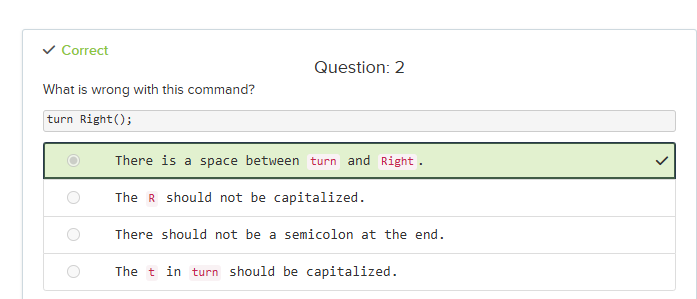 Correct
Question: 2
What is wrong with this command?
turn Right();
There is a space between turn and Right.
The R should not be capitalized.
There should not be a semicolon at the end.
The t in turn should be capitalized.